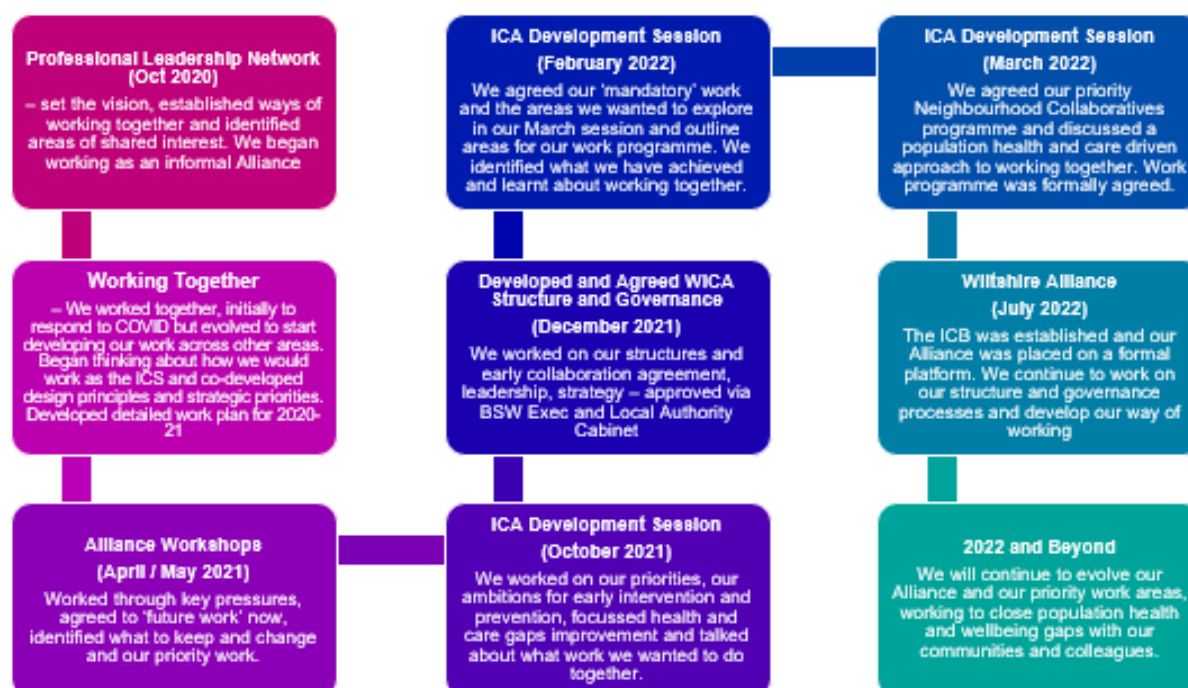 Professional Leadership Network
(Oct 2020)
– set the vision, established ways of
working together and identified
areas of shared interest. We began
working as an informal Alliance
Working Together
– We worked together, initially to
respond to COVID but evolved to start
developing our work across other areas.
Began thinking about how we would
work as the ICS and co-developed
design principles and strategic priorities.
Developed detailed work plan for 2020-
21
Alliance Workshops
(April / May 2021)
Worked through key pressures,
agreed to 'future work' now,
identified what to keep and change
and our priority work.
ICA Development Session
(October 2021)
We worked on our priorities, our
ambitions for early intervention and
prevention, focussed health and
care gaps improvement and talked
about what work we wanted to do
together.
Developed and Agreed WICA
Structure and Governance
(December 2021)
We worked on our structures and
early collaboration agreement,
leadership, strategy – approved via
BSW Exec and Local Authority
Cabinet
ICA Development Session
(February 2022)
We agreed our 'mandatory' work
and the areas we wanted to explore
in our March session and outline
areas for our work programme. We
identified what we have achieved
and learnt about working together.
ICA Development Session
(March 2022)
We agreed our priority
Neighbourhood Collaboratives
programme and discussed a
population health and care driven
approach to working together. Work
programme was formally agreed.
Wiltshire Alliance
(July 2022)
The ICB was established and our
Alliance was placed on a formal
platform. We continue to work on
our structure and governance
processes and develop our way of
working
2022 and Beyond
We will continue to evolve our
Alliance and our priority work areas,
working to close population health
and wellbeing gaps with our
communities and colleagues.